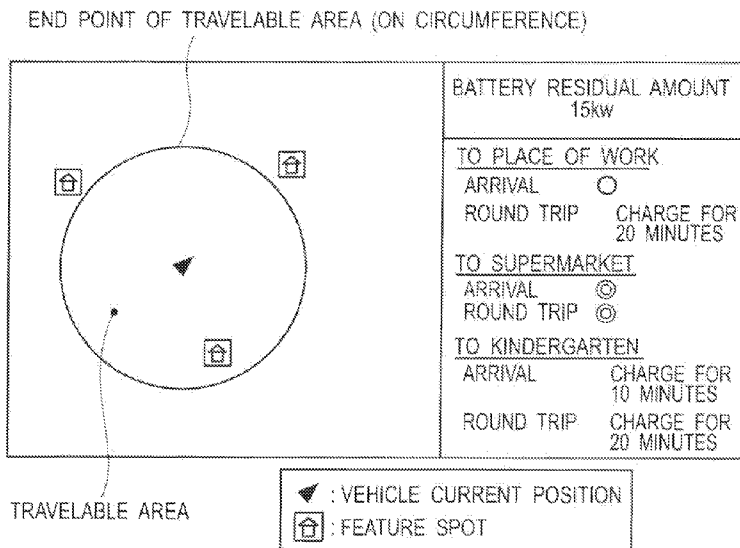 END POINT OF TRAVELABLE AREA (ON CIRCUMFERENCE)
BATTERY RESIDUAL AMOUNT
15kw
TO PLACE OF WORK
ARRIVAL ○
ROUND TRIP CHARGE FOR
20 MINUTES
TO SUPERMARKET
ARRIVAL ◎
ROUND TRIP ◎
TO KINDERGARTEN
ARRIVAL CHARGE FOR
10 MINUTES
ROUND TRIP CHARGE FOR
20 MINUTES
TRAVELABLE AREA
: VEHICLE CURRENT POSITION
: FEATURE SPOT